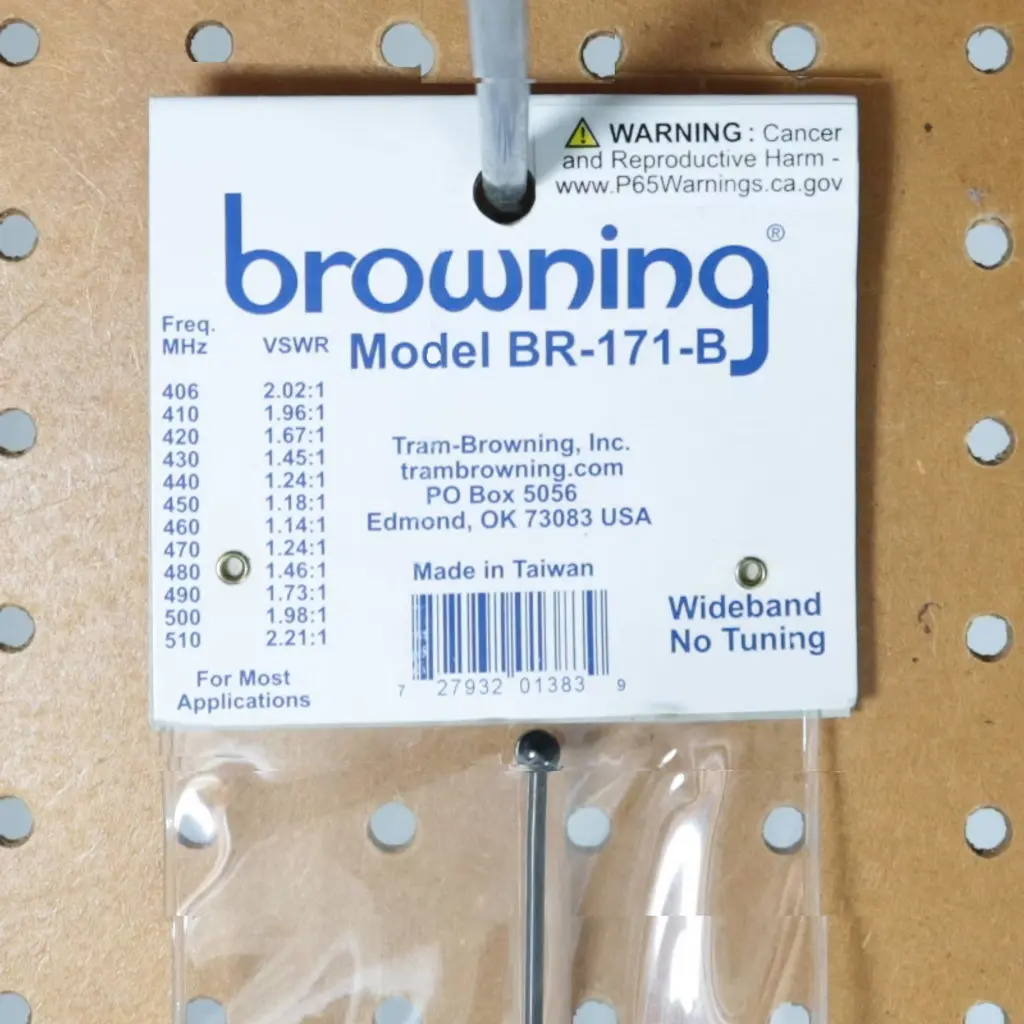 WARNING : Cancer
and Reproductive Harm -
www.P65Warnings.ca.gov
browning®
Model BR-171-B
Freq.
MHz VSWR
406 2.02:1
410 1.96:1
420 1.67:1
430 1.45:1
440 1.24:1
450 1.18:1
460 1.14:1
470 1.24:1
480 1.46:1
490 1.73:1
500 1.98:1
510 2.21:1
For Most
Applications
Tram-Browning, Inc.
trambrowning.com
PO Box 5056
Edmond, OK 73083 USA
Made in Taiwan
7 27932 01383 9
Wideband
No Tuning